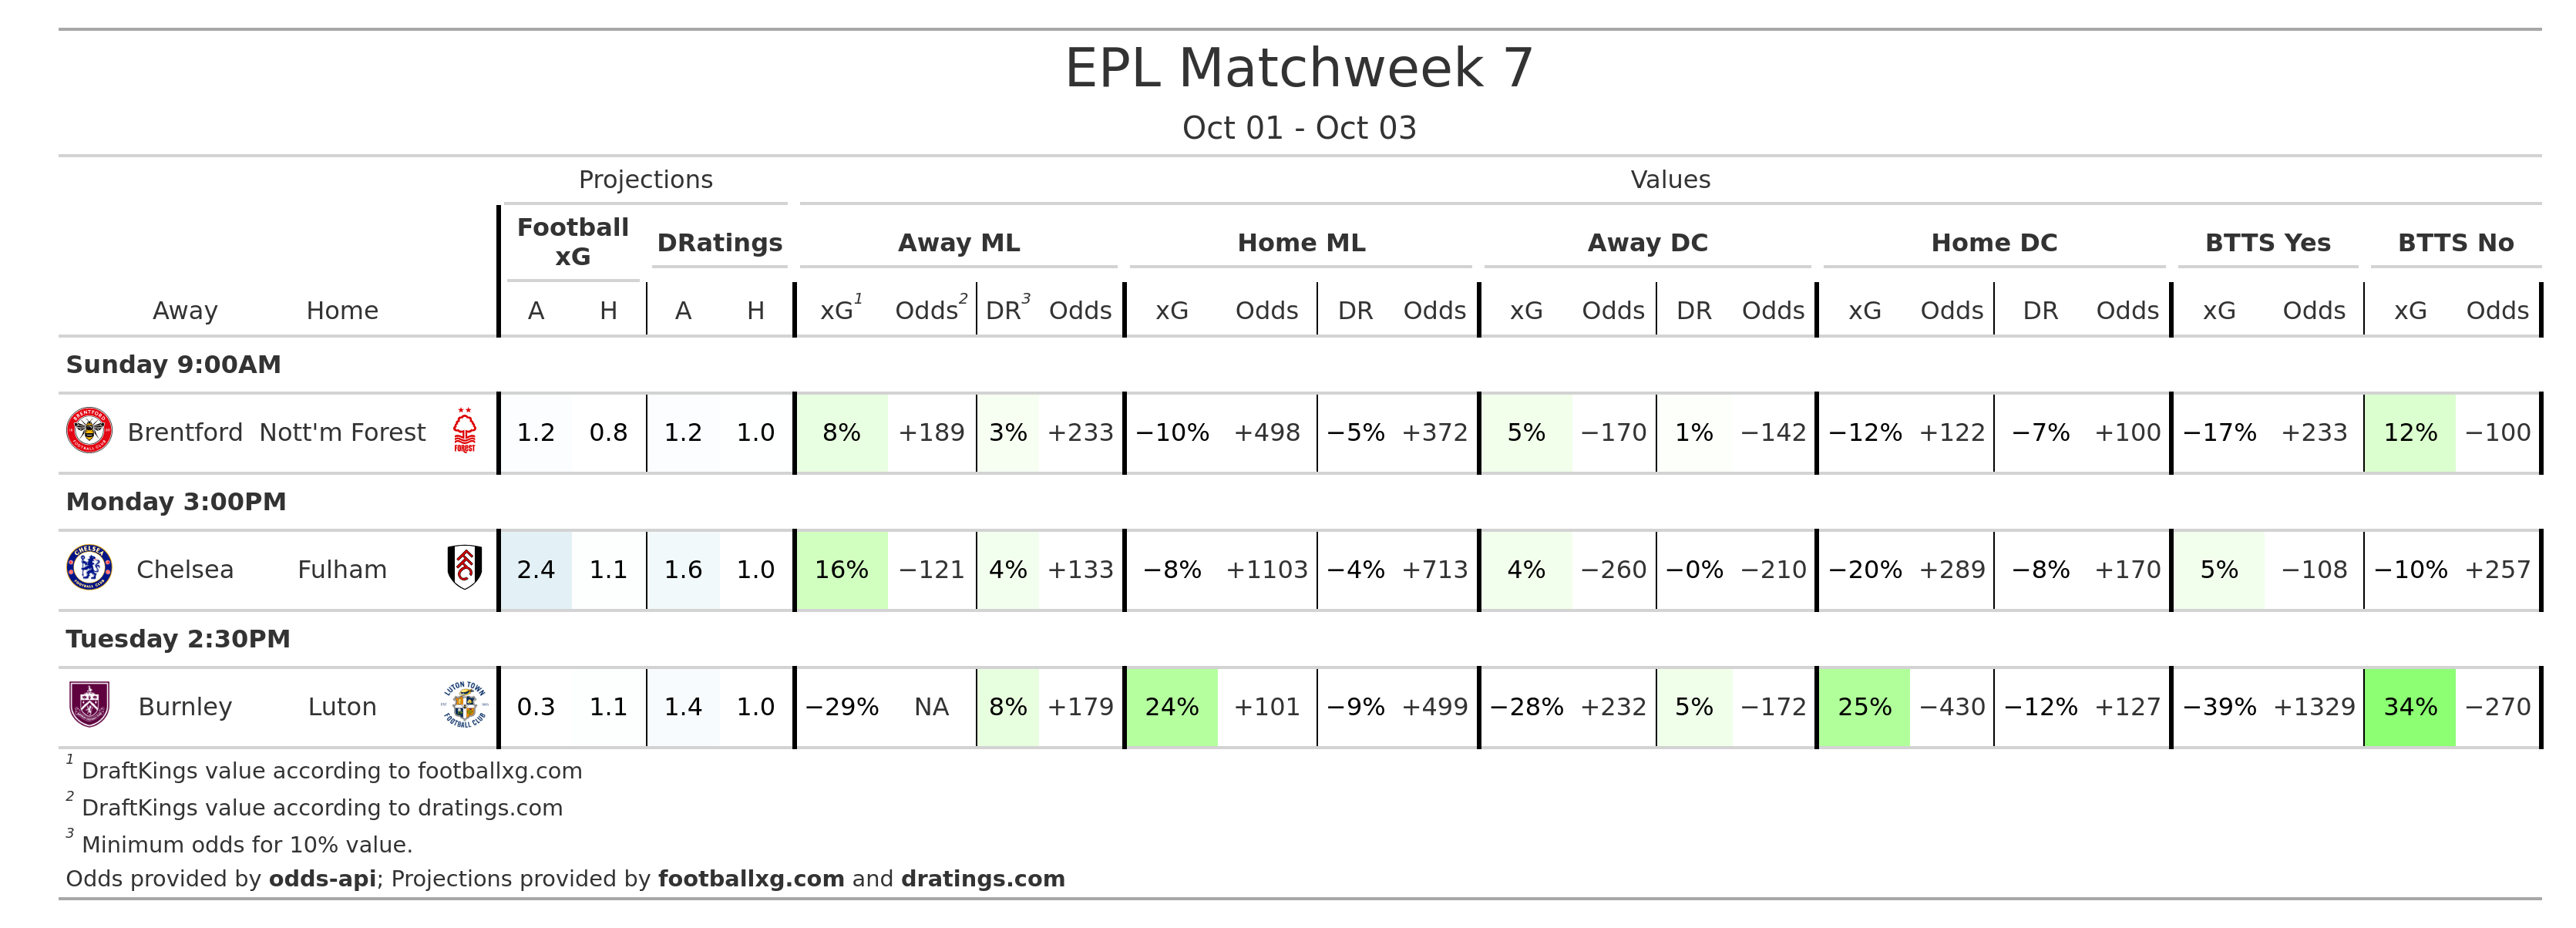 EPL Matchweek 7
Oct 01 - Oct 03
Projections Values
Football xG DRatings Away ML Home ML Away DC Home DC BTTS Yes BTTS No
Away Home A H A H xG1 Odds2 DR3 Odds xG Odds DR Odds xG Odds DR Odds xG Odds DR Odds xG Odds xG Odds
Sunday 9:00AM
Brentford Nott'm Forest FOREST 1.2 0.8 1.2 1.0 8% +189 3% +233 −10% +498 −5% +372 5% −170 1% −142 −12% +122 −7% +100 −17% +233 12% −100
Monday 3:00PM
Chelsea Fulham 2.4 1.1 1.6 1.0 16% −121 4% +133 −8% +1103 −4% +713 4% −260 −0% −210 −20% +289 −8% +170 5% −108 −10% +257
Tuesday 2:30PM
Burnley Luton LUTON TOWN FOOTBALL CLUB 0.3 1.1 1.4 1.0 −29% NA 8% +179 24% +101 −9% +499 −28% +232 5% −172 25% −430 −12% +127 −39% +1329 34% −270
1 DraftKings value according to footballxg.com
2 DraftKings value according to dratings.com
3 Minimum odds for 10% value.
Odds provided by odds-api; Projections provided by footballxg.com and dratings.com